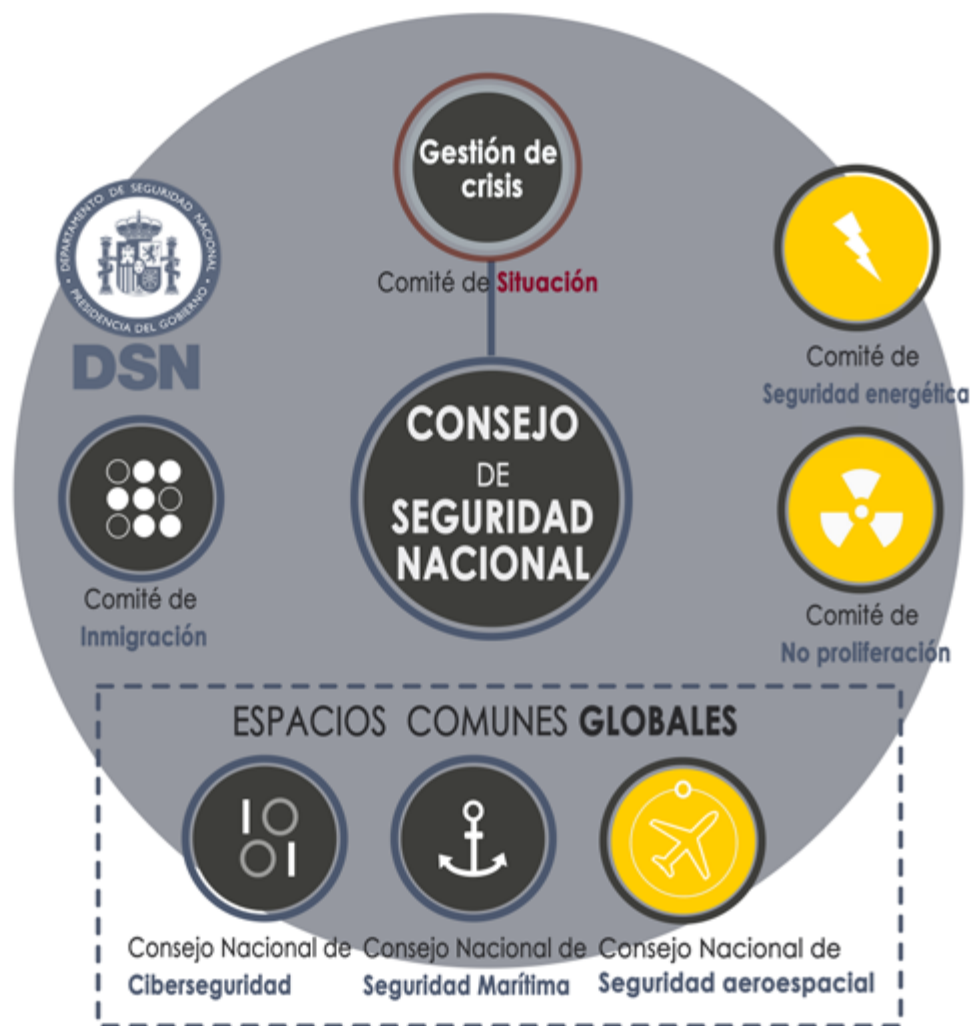 Gestión de
crisis
Comité de Situación
DEPARTAMENTO DE SEGURIDAD NACIONAL
PRESIDENCIA DEL GOBIERNO
DSN
Comité de
Seguridad energética
CONSEJO
DE
SEGURIDAD
NACIONAL
Comité de
Inmigración
Comité de
No proliferación
ESPACIOS COMUNES GLOBALES
Consejo Nacional de
Ciberseguridad
Consejo Nacional de
Seguridad Marítima
Consejo Nacional de
Seguridad aeroespacial